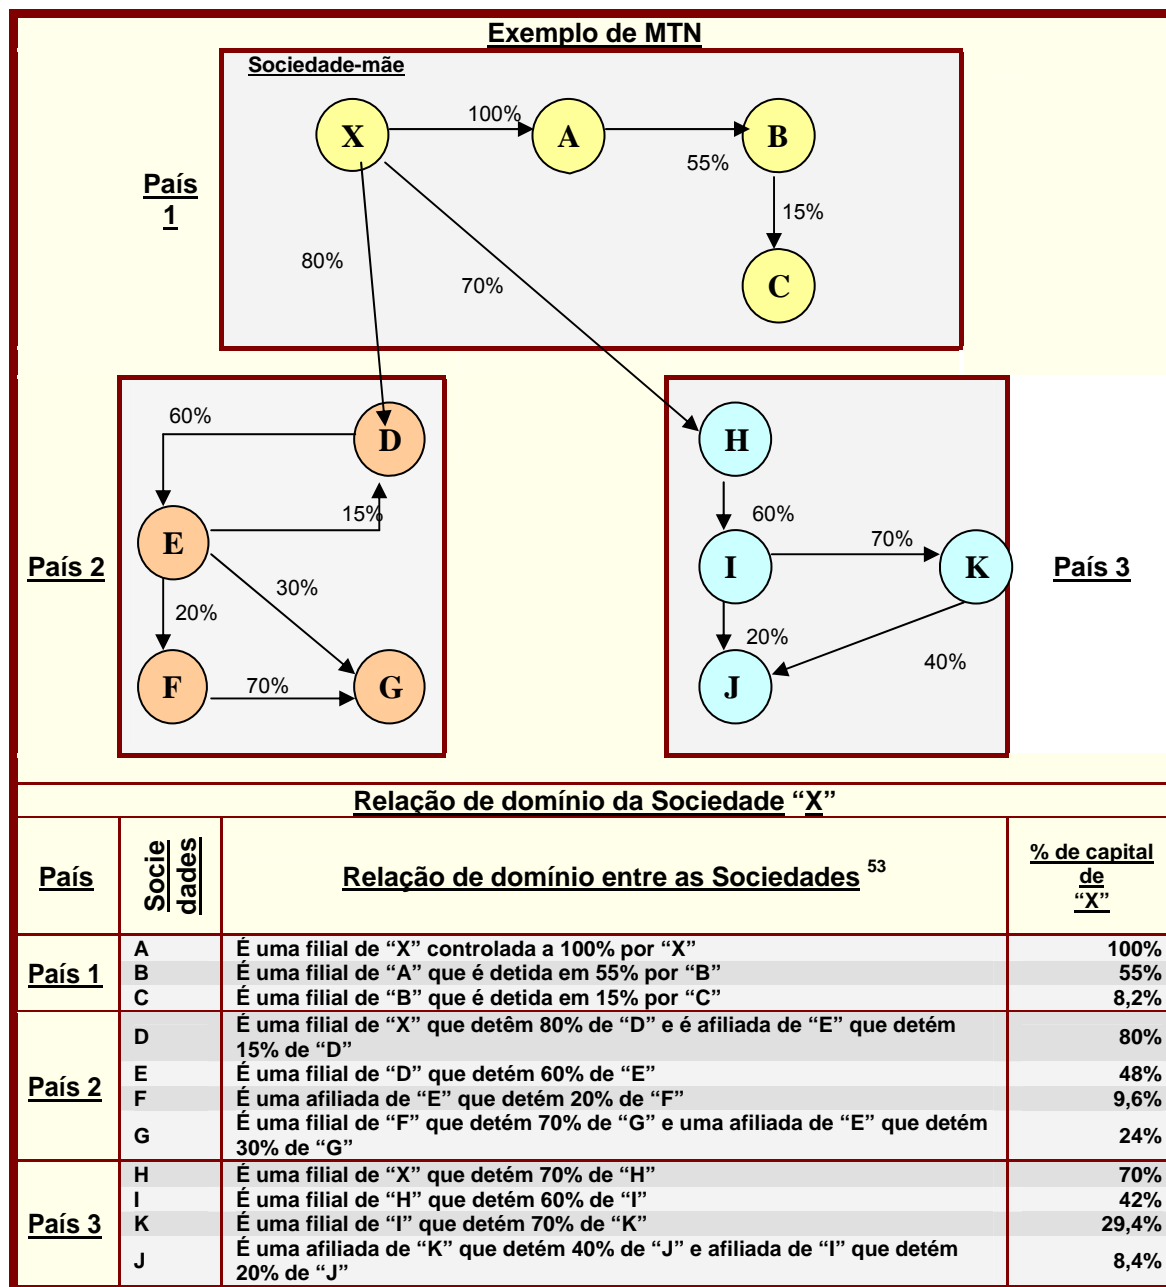 Exemplo de MTN
Sociedade-mãe
X
100%
A
B
55%
15%
C
País
1
80%
70%
60%
D
15%
E
30%
20%
F
70%
G
País 2
H
60%
I
70%
K
20%
40%
J
País 3
Relação de domínio da Sociedade “X”
País
Socie
dades
Relação de domínio entre as Sociedades 53
% de capital
de
“X”
País 1
A É uma filial de “X” controlada a 100% por “X” 100%
B É uma filial de “A” que é detida em 55% por “B” 55%
C É uma filial de “B” que é detida em 15% por “C” 8,2%
País 2
D É uma filial de “X” que detêm 80% de “D” e é afiliada de “E” que detém
15% de “D” 80%
E É uma filial de “D” que detém 60% de “E” 48%
F É uma afiliada de “E” que detém 20% de “F” 9,6%
G É uma filial de “F” que detém 70% de “G” e uma afiliada de “E” que detém
30% de “G” 24%
País 3
H É uma filial de “X” que detém 70% de “H” 70%
I É uma filial de “H” que detém 60% de “I” 42%
K É uma filial de “I” que detém 70% de “K” 29,4%
J É uma afiliada de “K” que detém 40% de “J” e afiliada de “I” que detém
20% de “J” 8,4%